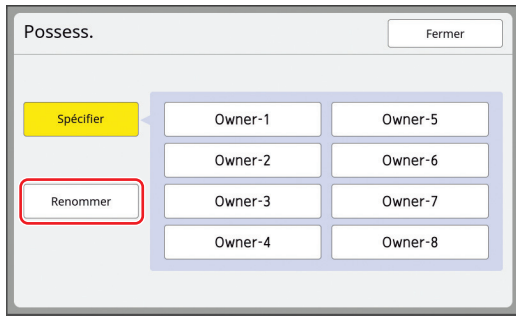 Possess.
Fermer
Spécifier
Owner-1
Owner-5
Owner-2
Owner-6
Renommer
Owner-3
Owner-7
Owner-4
Owner-8